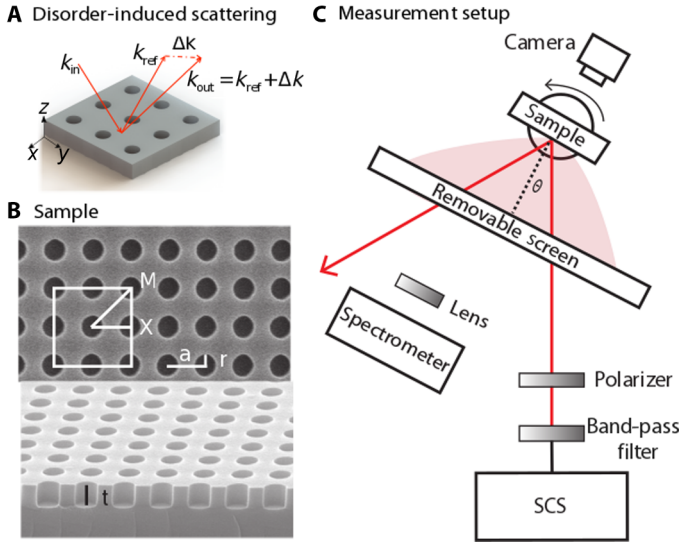 A Disorder-induced scattering
k_in
k_ref
Δk
k_out = k_ref + Δk
z
x
y
B Sample
M
X
a
r
t
C Measurement setup
Camera
Sample
θ
Removable screen
Lens
Spectrometer
Polarizer
Band-pass
filter
SCS